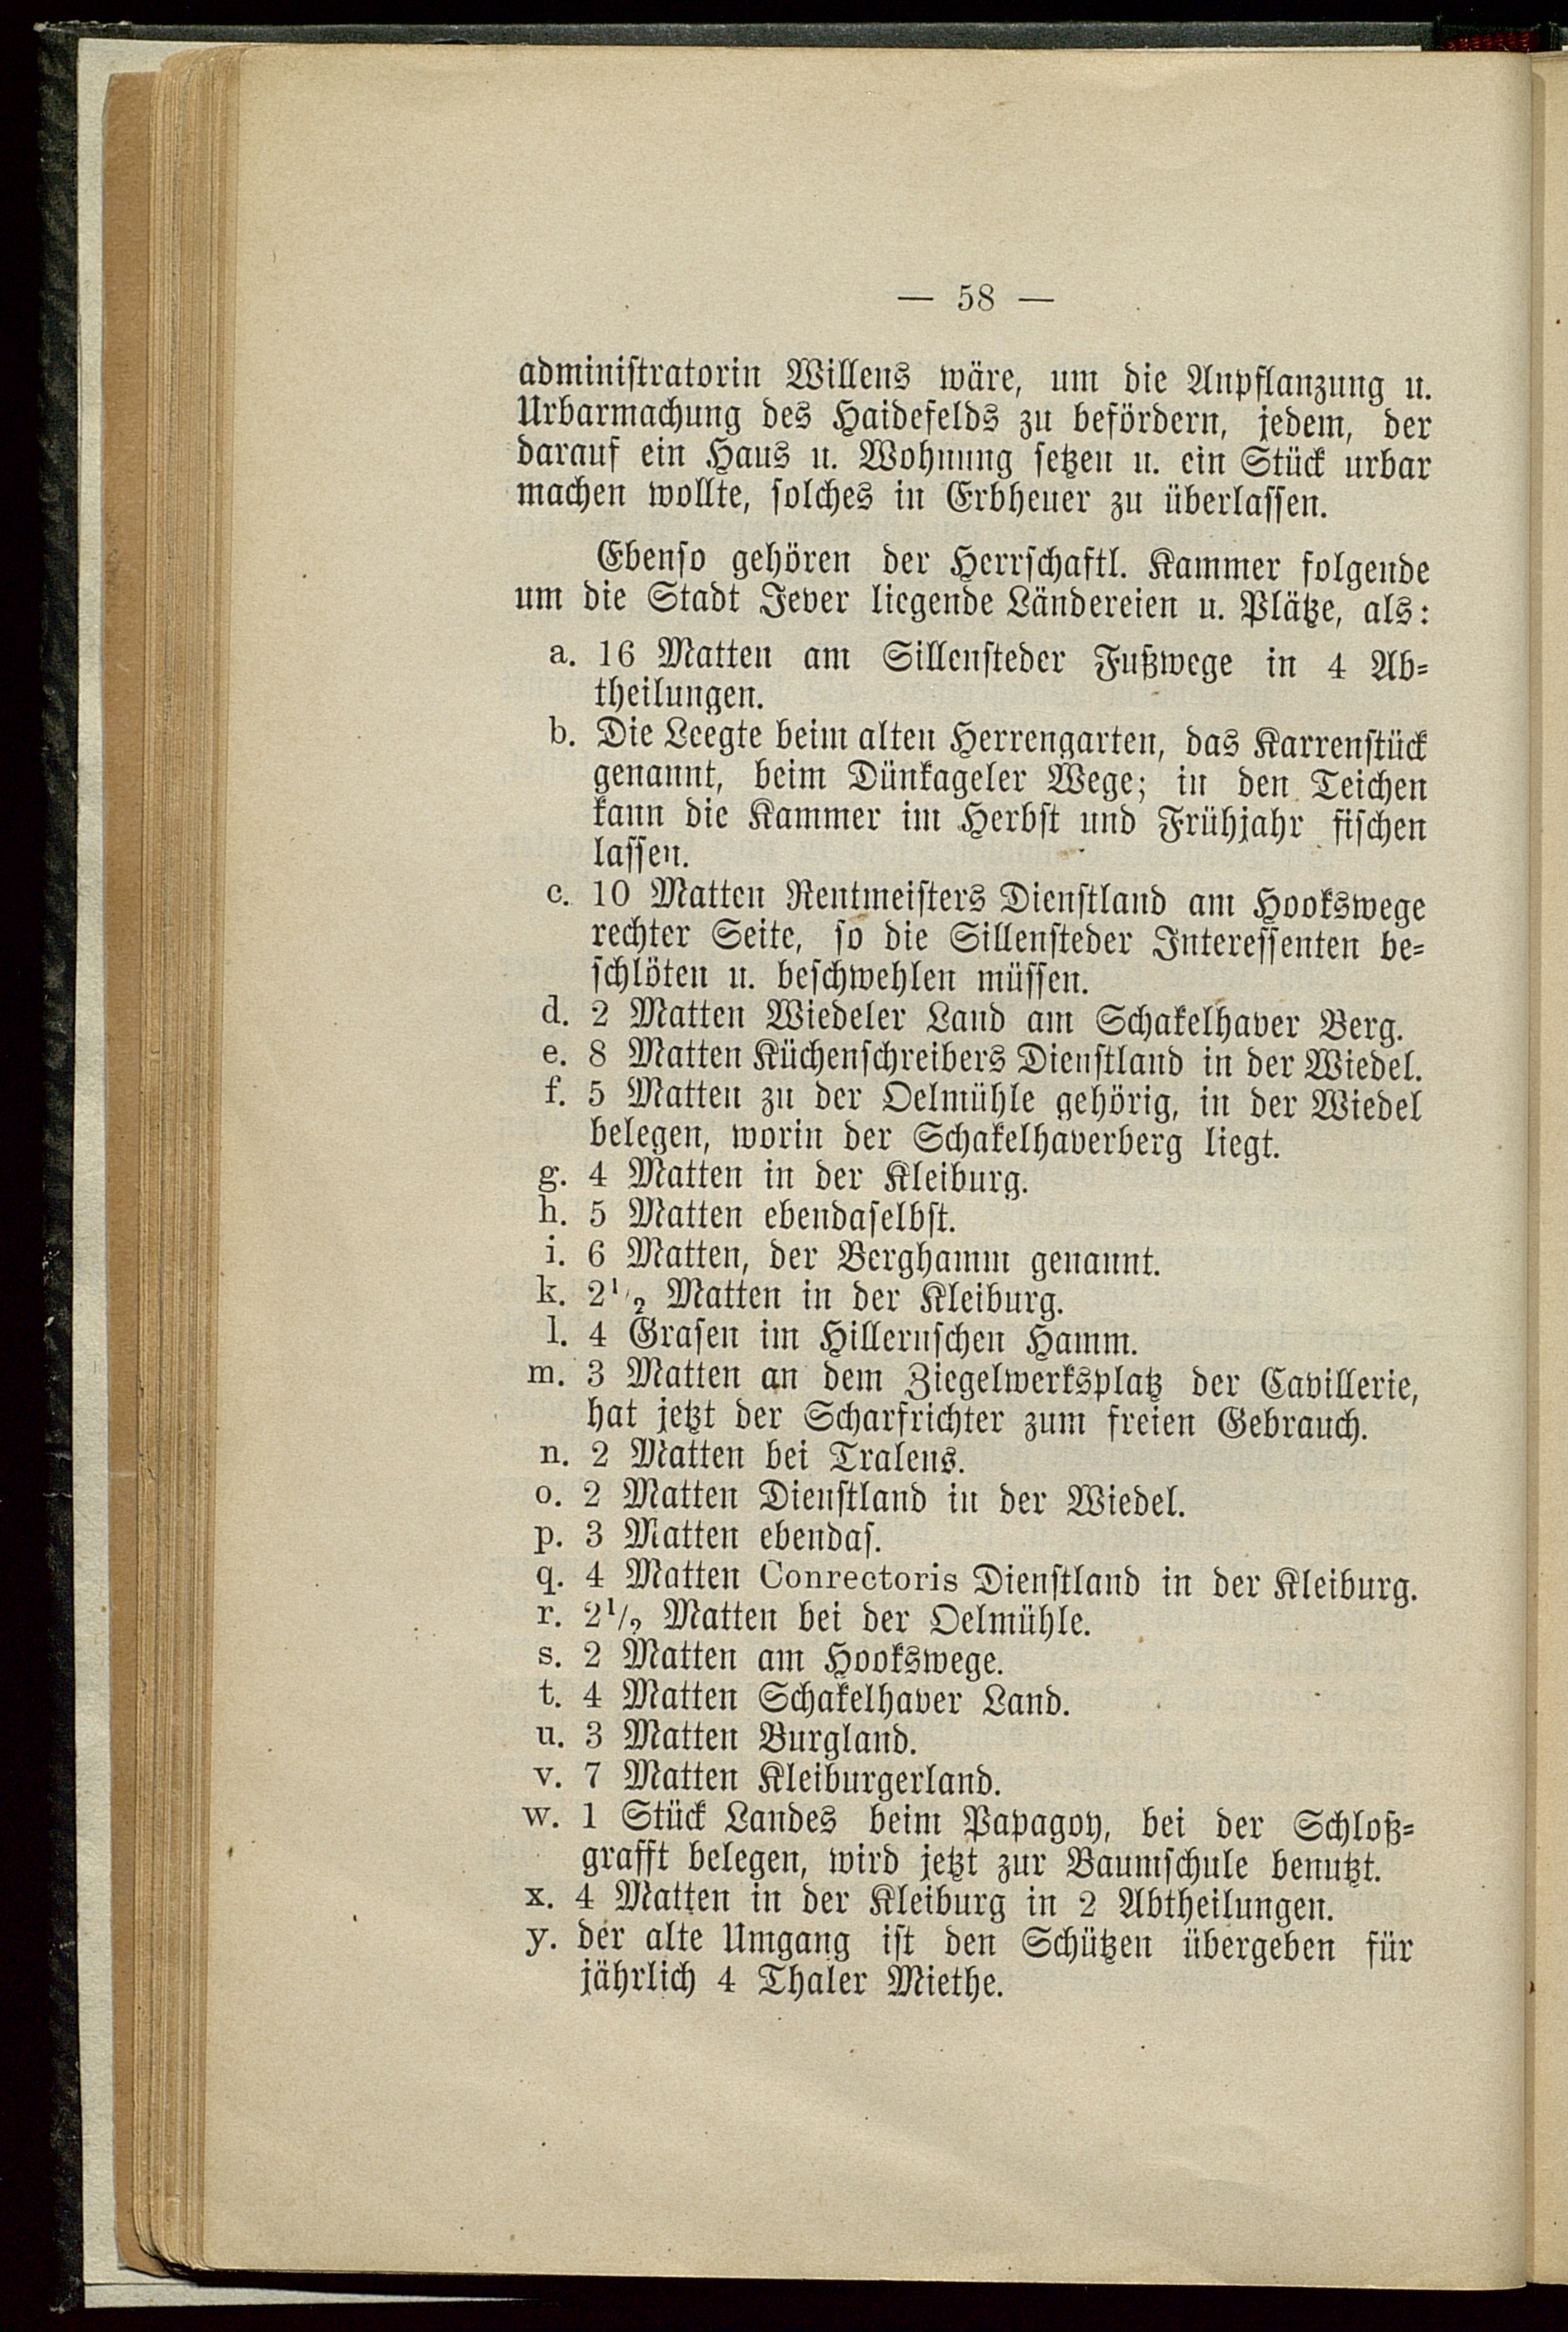 — 58 —
administratorin Willens wäre, um die Anpflanzung u.
Urbarmachung des Haidefelds zu befördern, jedem, der
darauf ein Haus u. Wohnung setzen u. ein Stück urbar
machen wollte, solches in Erbheuer zu überlassen.
Ebenso gehören der Herrschaftl. Kammer folgende
um die Stadt Jever liegende Ländereien u. Plätze, als:
a. 16 Matten am Sillensteder Fußwege in 4 Ab-
theilungen.
b. Die Leegte beim alten Herrengarten, das Karrenstück
genannt, beim Dünkageler Wege; in den Teichen
kann die Kammer im Herbst und Frühjahr fischen
lassen.
c. 10 Matten Rentmeisters Dienstland am Hookswege
rechter Seite, so die Sillensteder Interessenten be-
schlöten u. beschwehlen müssen.
d. 2 Matten Wiedeler Land am Schakelhaver Berg.
e. 8 Matten Küchenschreibers Dienstland in der Wiedel.
f. 5 Matten zu der Oelmühle gehörig, in der Wiedel
belegen, worin der Schakelhaverberg liegt.
g. 4 Matten in der Kleiburg.
h. 5 Matten ebendaselbst.
i. 6 Matten, der Berghamm genannt.
k. 2½ Matten in der Kleiburg.
l. 4 Grasen im Hillernschen Hamm.
m. 3 Matten an dem Ziegelwerksplatz der Cavillerie,
hat jetzt der Scharfrichter zum freien Gebrauch.
n. 2 Matten bei Tralens.
o. 2 Matten Dienstland in der Wiedel.
p. 3 Matten ebendas.
q. 4 Matten Conrectoris Dienstland in der Kleiburg.
r. 2½ Matten bei der Oelmühle.
s. 2 Matten am Hookswege.
t. 4 Matten Schakelhaver Land.
u. 3 Matten Burgland.
v. 7 Matten Kleiburgerland.
w. 1 Stück Landes beim Papagoy, bei der Schloß-
grafft belegen, wird jetzt zur Baumschule benutzt.
x. 4 Matten in der Kleiburg in 2 Abtheilungen.
y. der alte Umgang ist den Schützen übergeben für
jährlich 4 Thaler Miethe.